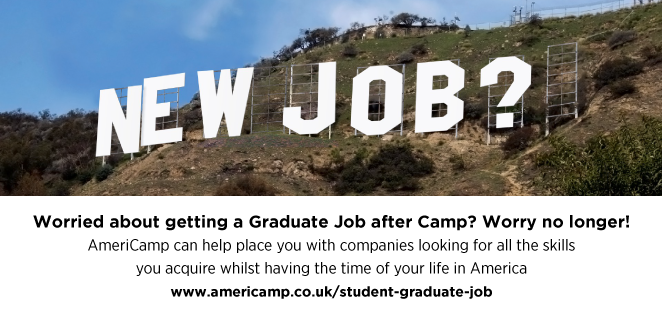 NEW JOB?
Worried about getting a Graduate Job after Camp? Worry no longer!
AmeriCamp can help place you with companies looking for all the skills
you acquire whilst having the time of your life in America
www.americamp.co.uk/student-graduate-job